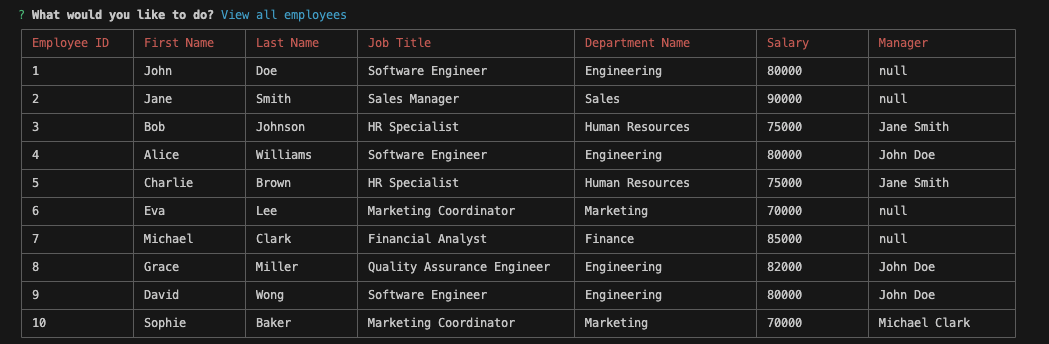 ? What would you like to do? View all employees
Employee ID First Name Last Name Job Title Department Name Salary Manager
1 John Doe Software Engineer Engineering 80000 null
2 Jane Smith Sales Manager Sales 90000 null
3 Bob Johnson HR Specialist Human Resources 75000 Jane Smith
4 Alice Williams Software Engineer Engineering 80000 John Doe
5 Charlie Brown HR Specialist Human Resources 75000 Jane Smith
6 Eva Lee Marketing Coordinator Marketing 70000 null
7 Michael Clark Financial Analyst Finance 85000 null
8 Grace Miller Quality Assurance Engineer Engineering 82000 John Doe
9 David Wong Software Engineer Engineering 80000 John Doe
10 Sophie Baker Marketing Coordinator Marketing 70000 Michael Clark